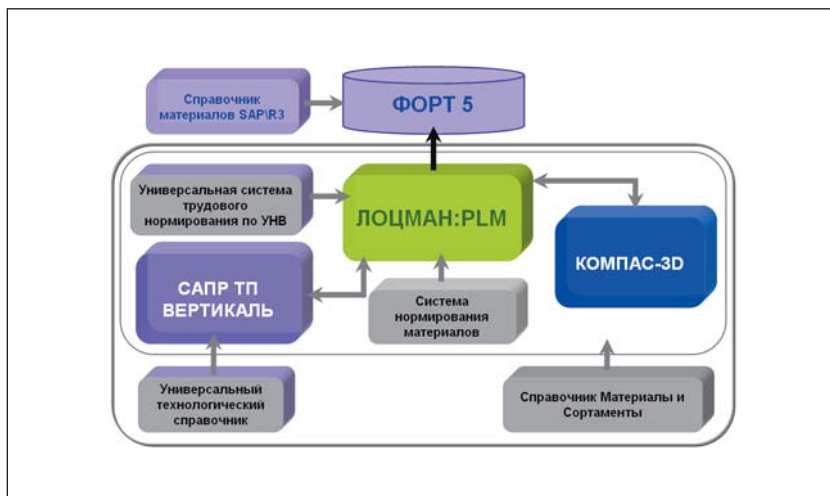 Справочник
материалов SAP\R3
ФОРТ 5
Универсальная система
трудового
нормирования по УНВ
ЛОЦМАН:PLM
КОМПАС-3D
САПР ТП
ВЕРТИКАЛЬ
Система
нормирования
материалов
Универсальный
технологический
справочник
Справочник Материалы и
Сортаменты